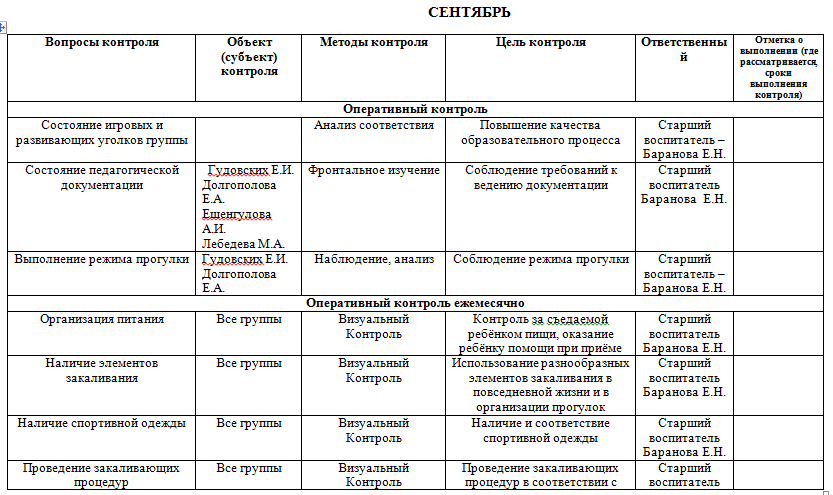 СЕНТЯБРЬ
Вопросы контроля
Объект
(субъект)
контроля
Методы контроля
Цель контроля
Ответственны
й
Отметка о
выполнении (где
рассматривается,
сроки
выполнения
контроля)
Оперативный контроль
Состояние игровых и
развивающих уголков группы
Анализ соответствия
Повышение качества
образовательного процесса
Старший
воспитатель –
Баранова Е.Н.
Состояние педагогической
документации
Гудовских Е.И.
Долгополова
Е.А.
Ешенгулова
А.И.
Лебедева М.А.
Фронтальное изучение
Соблюдение требований к
ведению документации
Старший
воспитатель
Баранова Е.Н.
Выполнение режима прогулки
Гудовских Е.И.
Долгополова
Е.А.
Наблюдение, анализ
Соблюдение режима прогулки
Старший
воспитатель –
Баранова Е.Н.
Оперативный контроль ежемесячно
Организация питания
Все группы
Визуальный
Контроль
Контроль за съедаемой
ребёнком пищи, оказание
ребёнку помощи при приёме
Старший
воспитатель
Баранова Е.Н.
Наличие элементов
закаливания
Все группы
Визуальный
Контроль
Использование разнообразных
элементов закаливания в
повседневной жизни и в
организации прогулок
Старший
воспитатель
Баранова Е.Н.
Наличие спортивной одежды
Все группы
Визуальный
Контроль
Наличие и соответствие
спортивной одежды
Старший
воспитатель
Баранова Е.Н.
Проведение закаливающих
процедур
Все группы
Визуальный
Контроль
Проведение закаливающих
процедур в соответствии с
Старший
воспитатель